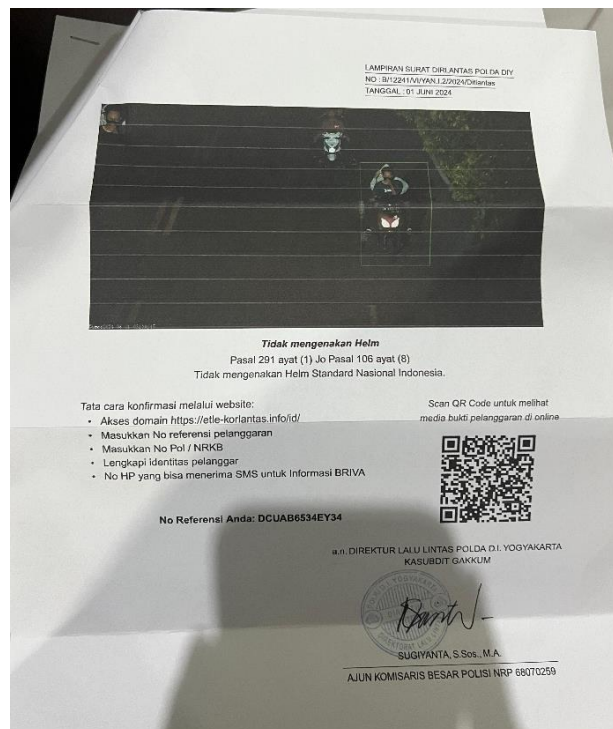 LAMPIRAN SURAT DIRLANTAS POLDA DIY
NO : B/12241/VI/YAN.1.2/2024/Ditlantas
TANGGAL : 01 JUNI 2024
Tidak mengenakan Helm
Pasal 291 ayat (1) Jo Pasal 106 ayat (8)
Tidak mengenakan Helm Standard Nasional Indonesia.
Tata cara konfirmasi melalui website:
• Akses domain https://etle-korlantas.info/id/
• Masukkan No referensi pelanggaran
• Masukkan No Pol / NRKB
• Lengkapi identitas pelanggar
• No HP yang bisa menerima SMS untuk Informasi BRIVA
Scan QR Code untuk melihat
media bukti pelanggaran di online
No Referensi Anda: DCUAB6534EY34
a.n. DIREKTUR LALU LINTAS POLDA D.I. YOGYAKARTA
KASUBDIT GAKKUM
SUGIYANTA, S.Sos., M.A.
AJUN KOMISARIS BESAR POLISI NRP 68070259